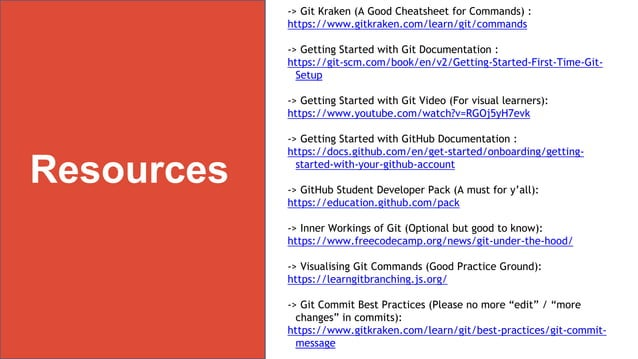 Resources
-> Git Kraken (A Good Cheatsheet for Commands) :
https://www.gitkraken.com/learn/git/commands
-> Getting Started with Git Documentation :
https://git-scm.com/book/en/v2/Getting-Started-First-Time-Git-
Setup
-> Getting Started with Git Video (For visual learners):
https://www.youtube.com/watch?v=RGOj5yH7evk
-> Getting Started with GitHub Documentation :
https://docs.github.com/en/get-started/onboarding/getting-
started-with-your-github-account
-> GitHub Student Developer Pack (A must for y’all):
https://education.github.com/pack
-> Inner Workings of Git (Optional but good to know):
https://www.freecodecamp.org/news/git-under-the-hood/
-> Visualising Git Commands (Good Practice Ground):
https://learngitbranching.js.org/
-> Git Commit Best Practices (Please no more “edit” / “more
changes” in commits):
https://www.gitkraken.com/learn/git/best-practices/git-commit-
message